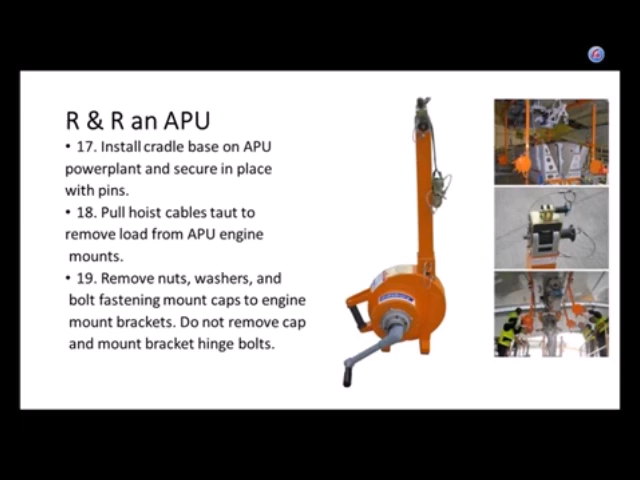 R & R an APU
• 17. Install cradle base on APU
powerplant and secure in place
with pins.
• 18. Pull hoist cables taut to
remove load from APU engine
mounts.
• 19. Remove nuts, washers, and
bolt fastening mount caps to engine
mount brackets. Do not remove cap
and mount bracket hinge bolts.